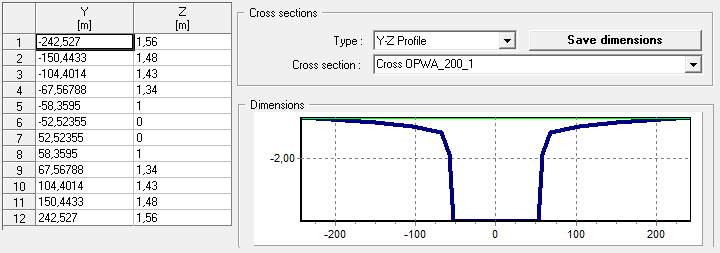 Y Z
[m] [m]
1 -242,527 1,56
2 -150,4433 1,48
3 -104,4014 1,43
4 -67,56788 1,34
5 -58,3595 1
6 -52,52355 0
7 52,52355 0
8 58,3595 1
9 67,56788 1,34
10 104,4014 1,43
11 150,4433 1,48
12 242,527 1,56
Cross sections
Type : Y-Z Profile Save dimensions
Cross section : Cross OPWA_200_1
Dimensions
-2,00
-200 -100 0 100 200